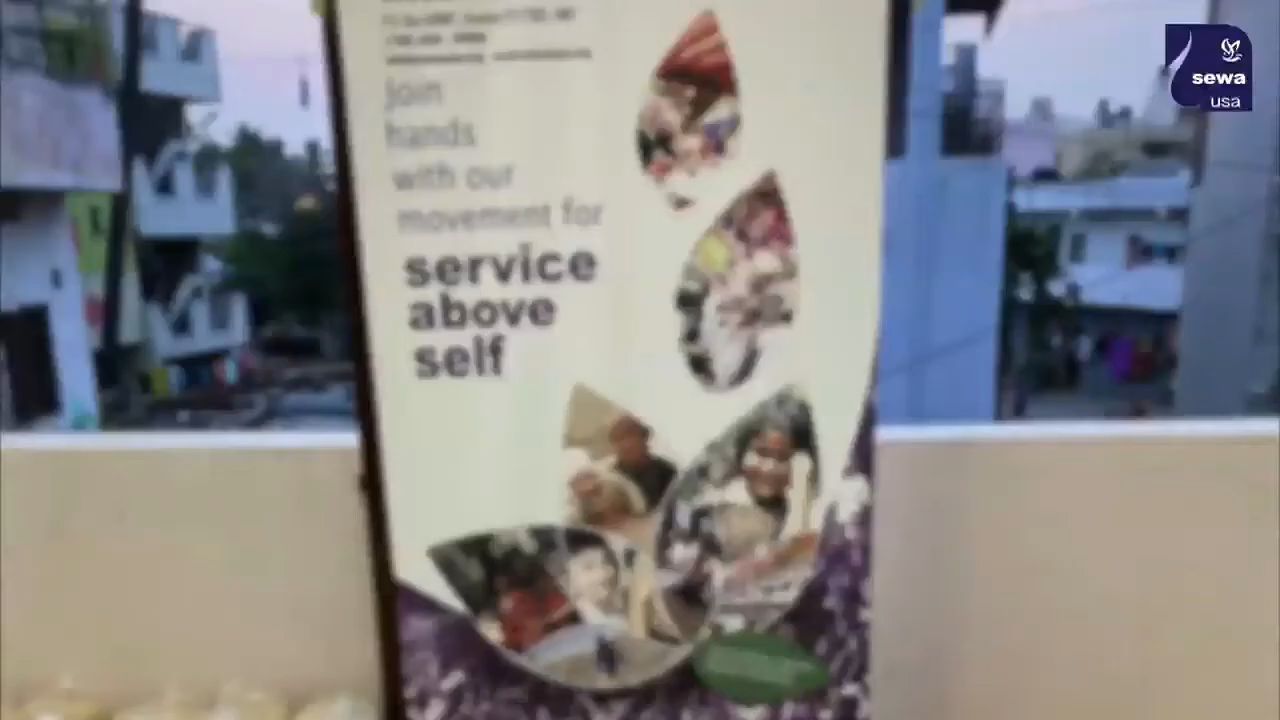 join
hands
with our
movement for
service
above
self
sewa
usa